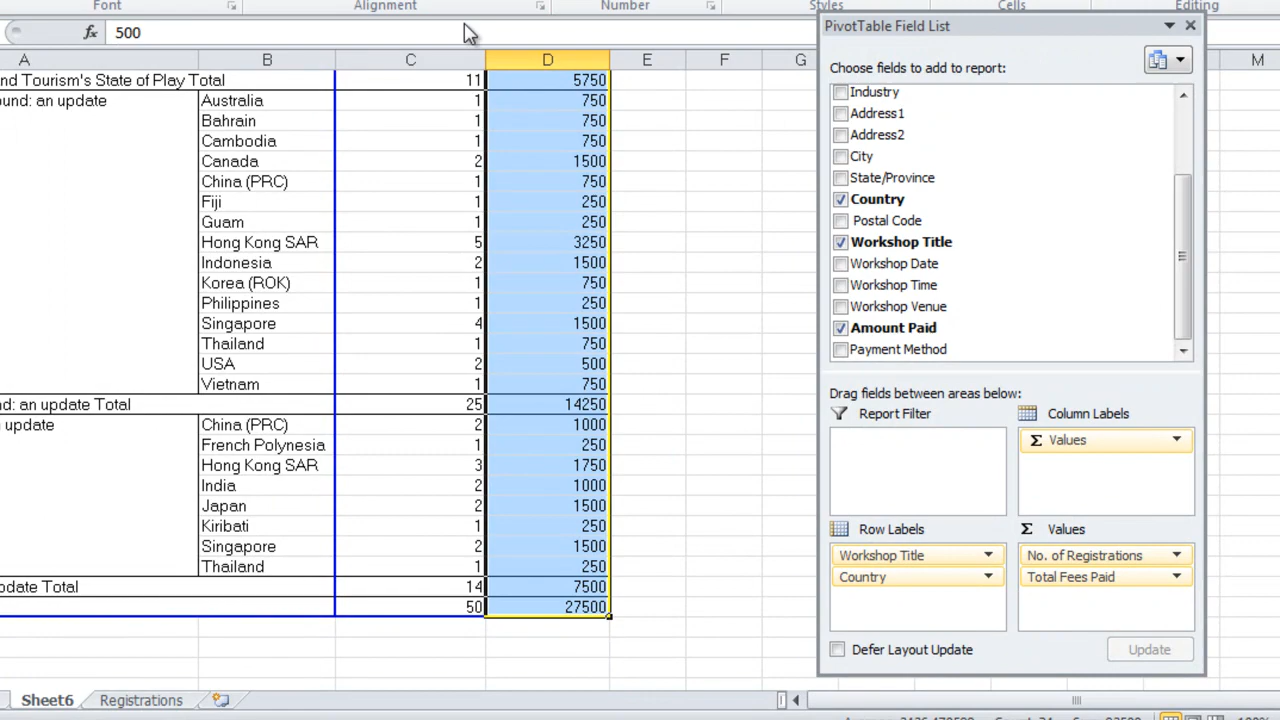 Font Alignment Number Styles Cells Editing
fx 500
PivotTable Field List
A B C D E F G M
Choose fields to add to report:
nd Tourism's State of Play Total 11 5750
ound: an update Australia 1 750
Bahrain 1 750
Cambodia 1 750
Canada 2 1500
China (PRC) 1 750
Fiji 1 250
Guam 1 250
Hong Kong SAR 5 3250
Indonesia 2 1500
Korea (ROK) 1 750
Philippines 1 250
Singapore 4 1500
Thailand 1 750
USA 2 500
Vietnam 1 750
nd: an update Total 25 14250
n update China (PRC) 2 1000
French Polynesia 1 250
Hong Kong SAR 3 1750
India 2 1000
Japan 2 1500
Kiribati 1 250
Singapore 2 1500
Thailand 1 250
pdate Total 14 7500
50 27500
Industry
Address1
Address2
City
State/Province
Country
Postal Code
Workshop Title
Workshop Date
Workshop Time
Workshop Venue
Amount Paid
Payment Method
Drag fields between areas below:
Report Filter
Column Labels
Σ Values
Row Labels
Σ Values
Workshop Title
Country
No. of Registrations
Total Fees Paid
Defer Layout Update
Update
Sheet6 Registrations